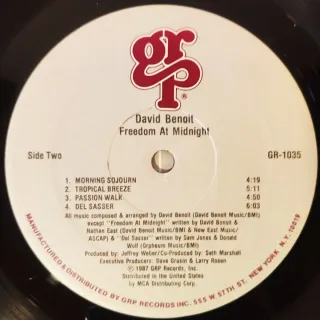 grp
David Benoit
Freedom At Midnight
Side Two
GR-1035
1. MORNING SOJOURN 4:19
2. TROPICAL BREEZE 5:11
3. PASSION WALK 4:50
4. DEL SASSER 6:03
All music composed & arranged by David Benoit (David Benoit Music/BMI)
except "Freedom At Midnight" written by David Benoit &
Nathan East (David Benoit Music/BMI & New East Music/
ASCAP) & "Del Sasser" written by Sam Jones & Donald
Wolf (Orpheum Music/BMI)
Produced by: Jeffrey Weber/Co-Produced by: Seth Marshall
Executive Producers: Dave Grusin & Larry Rosen
℗ 1987 GRP Records, Inc.
Distributed in the United States
by MCA Distributing Corp.
MANUFACTURED & DISTRIBUTED BY GRP RECORDS INC. 555 W 57TH ST. NEW YORK, N.Y. 10019